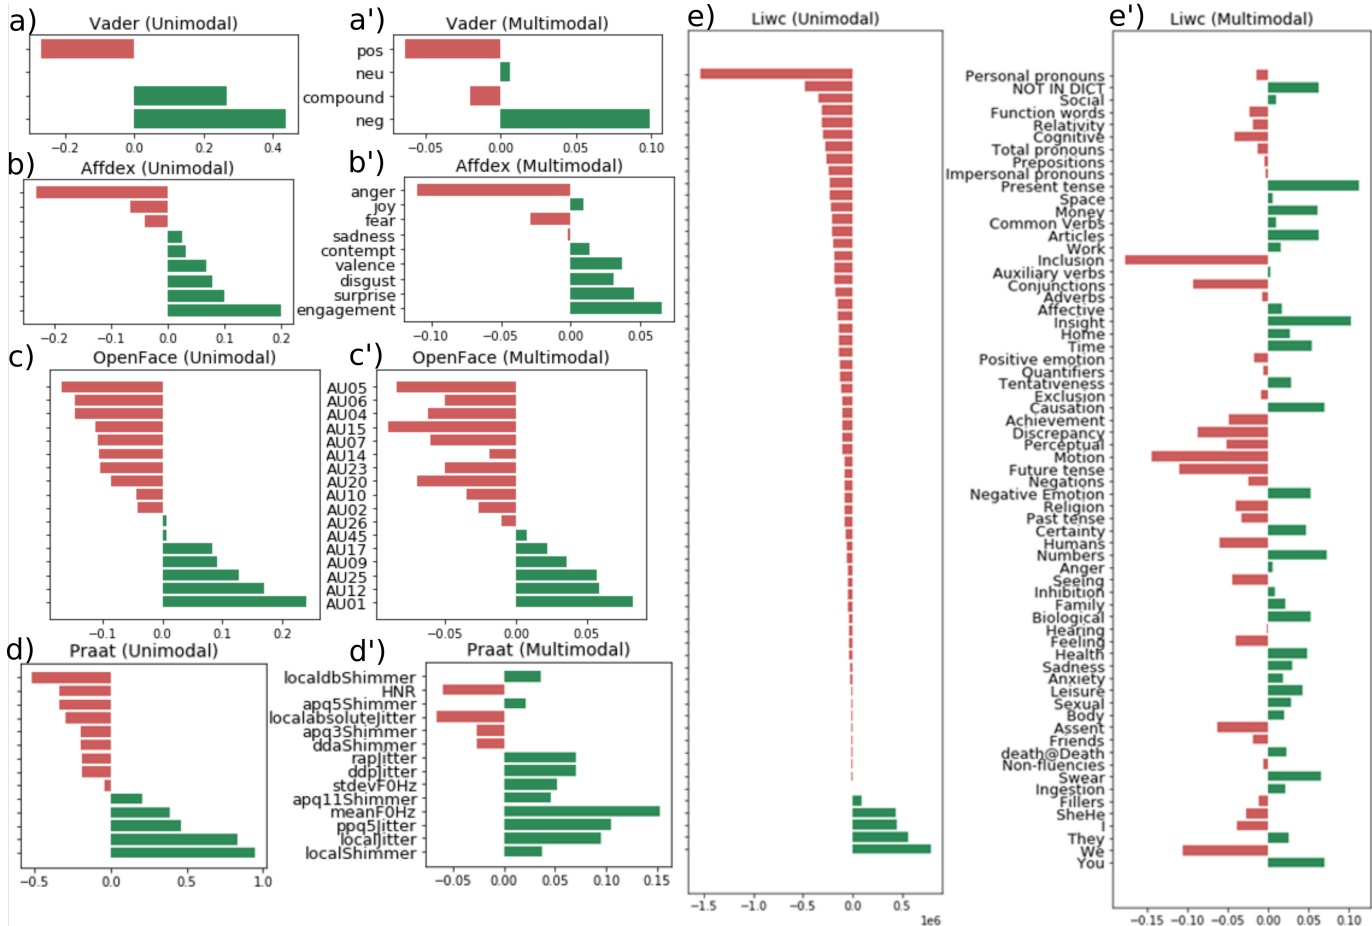 a)
Vader (Unimodal)
−0.2 0.0 0.2 0.4
a')
Vader (Multimodal)
pos
neu
compound
neg
−0.05 0.00 0.05 0.10
b)
Affdex (Unimodal)
−0.2 −0.1 0.0 0.1 0.2
b')
Affdex (Multimodal)
anger
joy
fear
sadness
contempt
valence
disgust
surprise
engagement
−0.10 −0.05 0.00 0.05
c)
OpenFace (Unimodal)
−0.1 0.0 0.1 0.2
c')
OpenFace (Multimodal)
AU05
AU06
AU04
AU15
AU07
AU14
AU23
AU20
AU10
AU02
AU26
AU45
AU17
AU09
AU25
AU12
AU01
−0.05 0.00 0.05
d)
Praat (Unimodal)
−0.5 0.0 0.5 1.0
d')
Praat (Multimodal)
localdbShimmer
HNR
apq5Shimmer
localabsoluteJitter
apq3Shimmer
ddaShimmer
rapJitter
ddpJitter
stdevF0Hz
apq11Shimmer
meanF0Hz
ppq5Jitter
localJitter
localShimmer
−0.05 0.00 0.05 0.10 0.15
e)
Liwc (Unimodal)
−1.5 −1.0 −0.5 0.0 0.5
1e6
e')
Liwc (Multimodal)
Personal pronouns
NOT IN DICT
Social
Function words
Relativity
Cognitive
Total pronouns
Prepositions
Impersonal pronouns
Present tense
Space
Money
Common Verbs
Articles
Work
Inclusion
Auxiliary verbs
Conjunctions
Adverbs
Affective
Insight
Home
Time
Positive emotion
Quantifiers
Tentativeness
Exclusion
Causation
Achievement
Discrepancy
Perceptual
Motion
Future tense
Negations
Negative Emotion
Religion
Past tense
Certainty
Humans
Numbers
Anger
Seeing
Inhibition
Family
Biological
Hearing
Feeling
Health
Sadness
Anxiety
Leisure
Sexual
Body
Assent
Friends
death@Death
Non-fluencies
Swear
Ingestion
Fillers
SheHe
I
They
We
You
−0.15 −0.10 −0.05 0.00 0.05 0.10